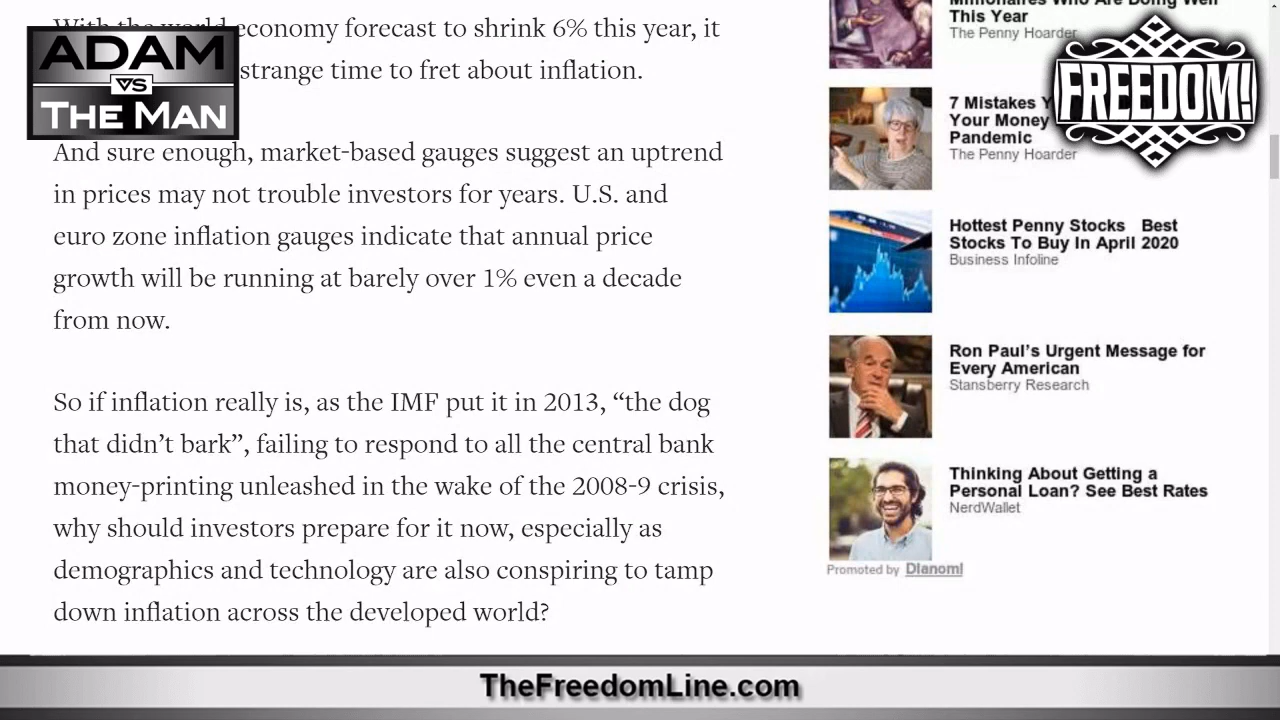 With the world economy forecast to shrink 6% this year, it
strange time to fret about inflation.
And sure enough, market-based gauges suggest an uptrend
in prices may not trouble investors for years. U.S. and
euro zone inflation gauges indicate that annual price
growth will be running at barely over 1% even a decade
from now.
So if inflation really is, as the IMF put it in 2013, “the dog
that didn’t bark”, failing to respond to all the central bank
money-printing unleashed in the wake of the 2008-9 crisis,
why should investors prepare for it now, especially as
demographics and technology are also conspiring to tamp
down inflation across the developed world?
ADAM
VS
THE MAN
Millionaires Who Are Doing Well
This Year
The Penny Hoarder
7 Mistakes
Your Money
Pandemic
The Penny Hoarder
Hottest Penny Stocks Best
Stocks To Buy In April 2020
Business Infoline
Ron Paul’s Urgent Message for
Every American
Stansberry Research
Thinking About Getting a
Personal Loan? See Best Rates
NerdWallet
Promoted by Dianomi
FREEDOM!
TheFreedomLine.com